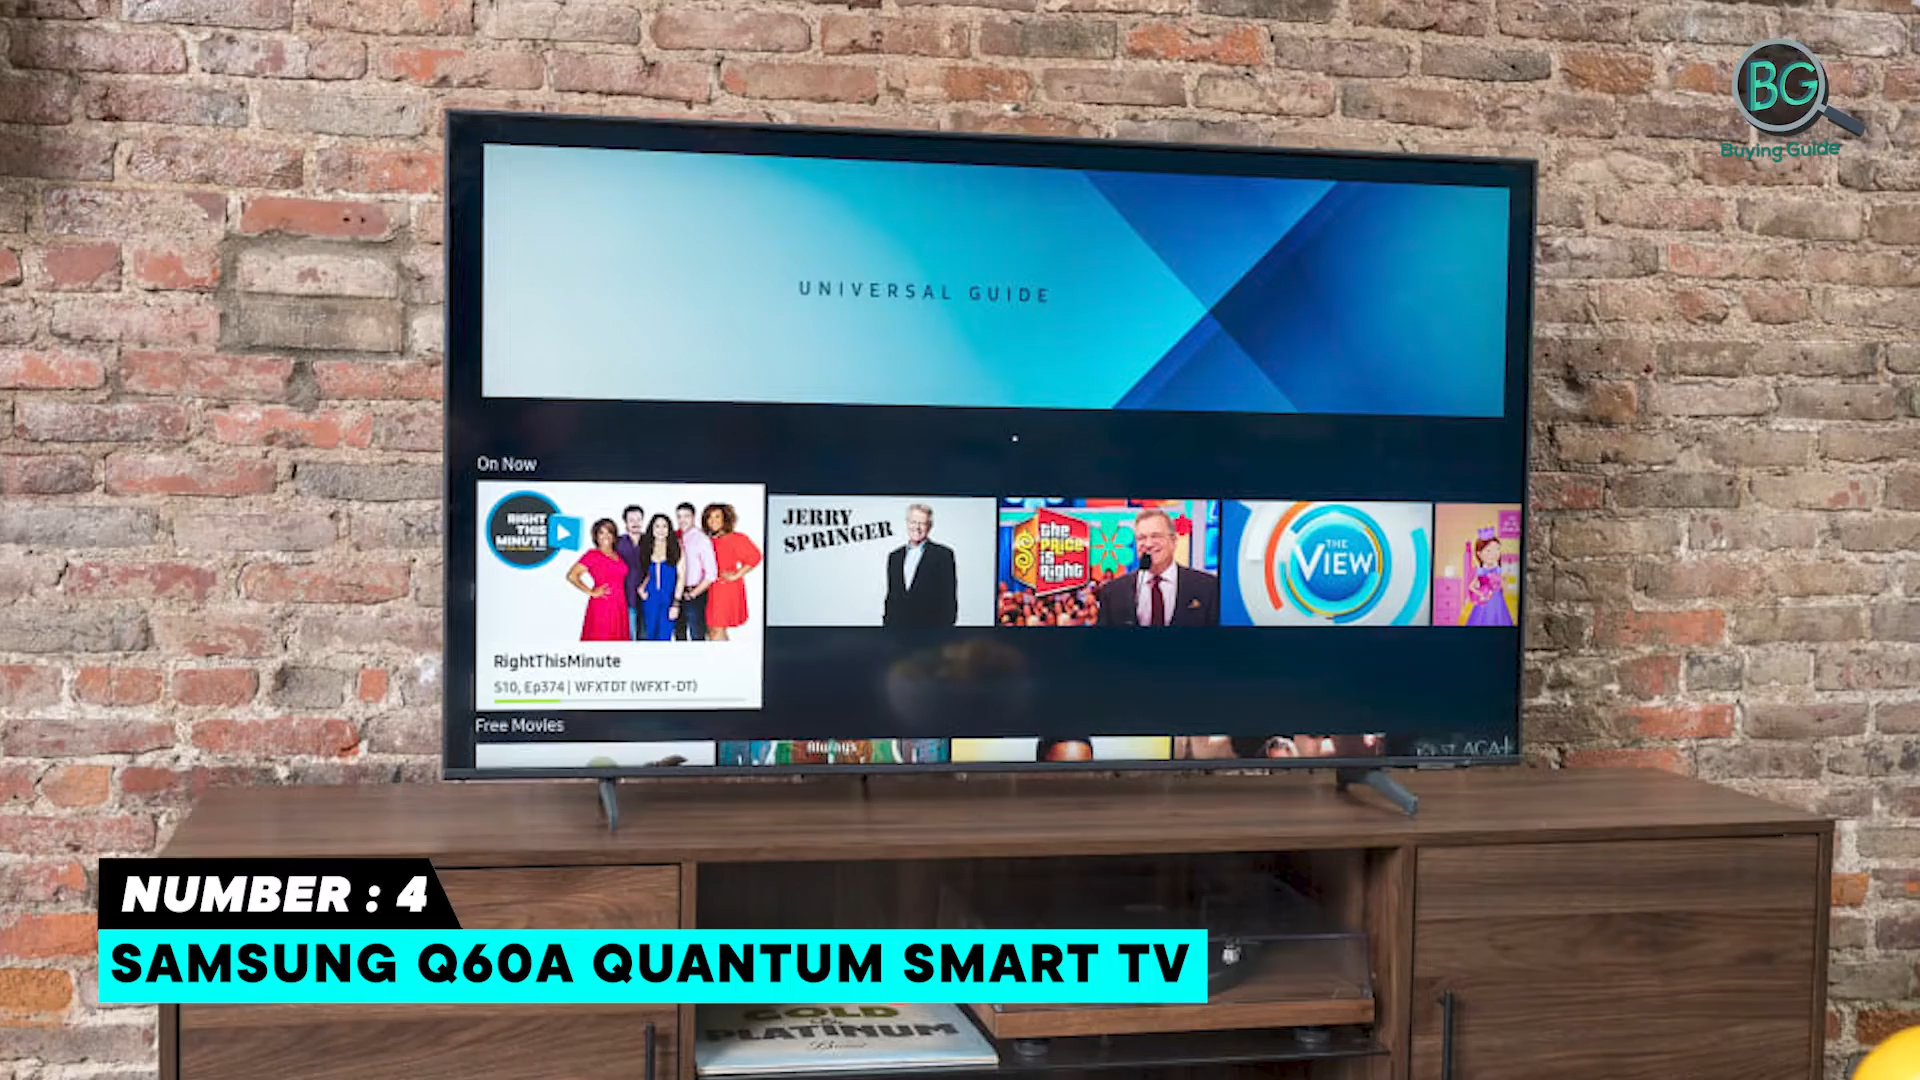 BG
Buying Guide
UNIVERSAL GUIDE
On Now
RIGHT
THIS
MINUTE
JERRY
SPRINGER
the
PRICE
is
Right
THE
VIEW
RightThisMinute
S10, Ep374 | WFXTDT (WFXT-DT)
Free Movies
Always
NUMBER : 4
SAMSUNG Q60A QUANTUM SMART TV
GOLD
PLATINUM